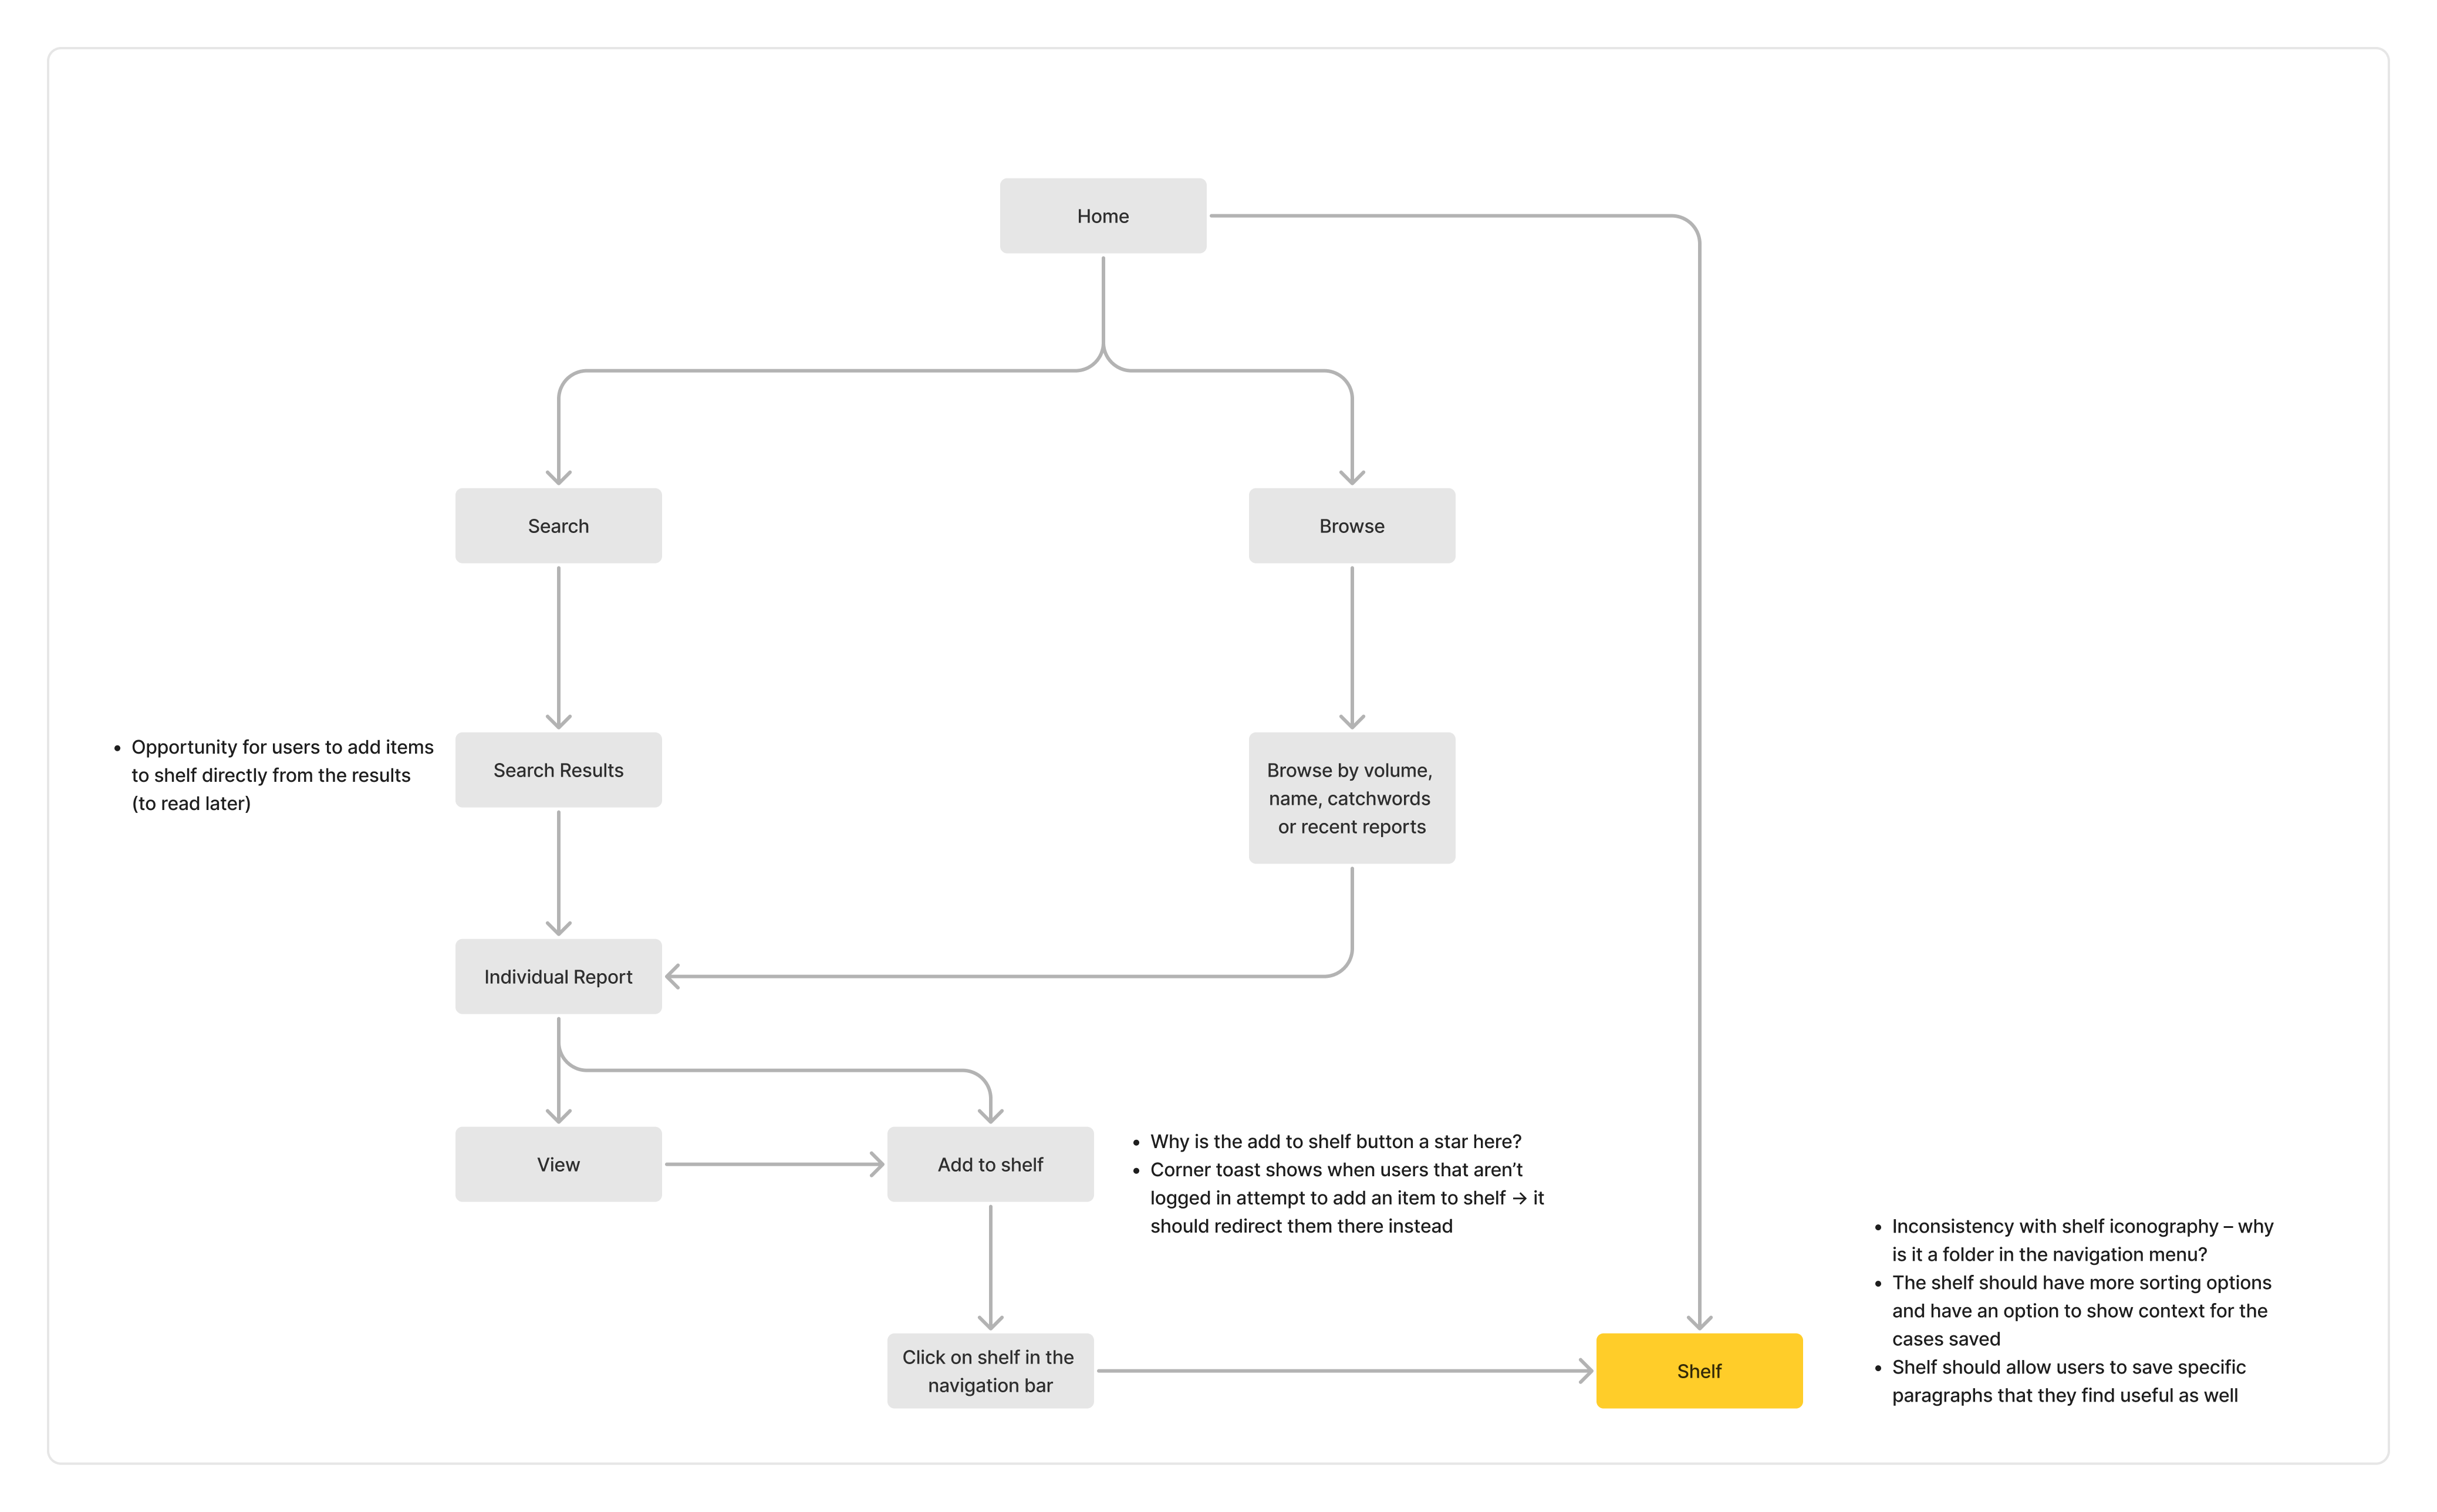 Home
Search
Browse
• Opportunity for users to add items
to shelf directly from the results
(to read later)
Search Results
Browse by volume,
name, catchwords
or recent reports
Individual Report
View
Add to shelf
• Why is the add to shelf button a star here?
• Corner toast shows when users that aren’t
logged in attempt to add an item to shelf → it
should redirect them there instead
Click on shelf in the
navigation bar
Shelf
• Inconsistency with shelf iconography – why
is it a folder in the navigation menu?
• The shelf should have more sorting options
and have an option to show context for the
cases saved
• Shelf should allow users to save specific
paragraphs that they find useful as well